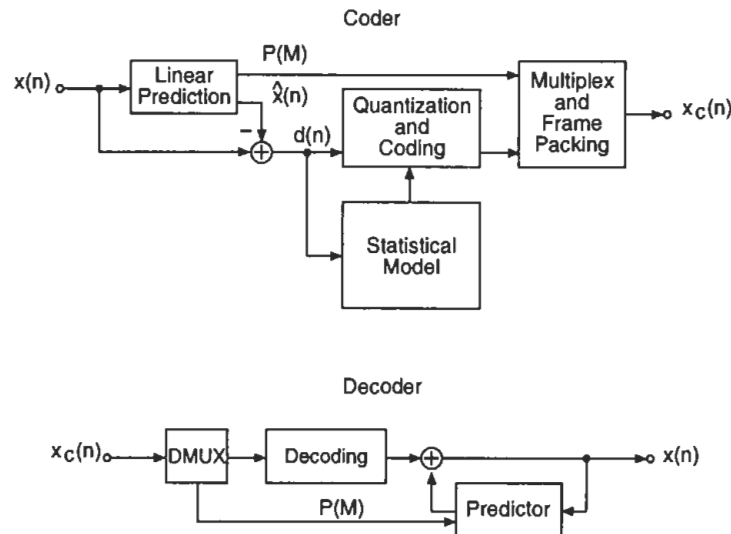 Coder
x(n)
Linear
Prediction
P(M)
x̂(n)
−
+
d(n)
Quantization
and
Coding
Statistical
Model
Multiplex
and
Frame
Packing
x_C(n)
Decoder
x_C(n)
DMUX
Decoding
+
x(n)
P(M)
Predictor